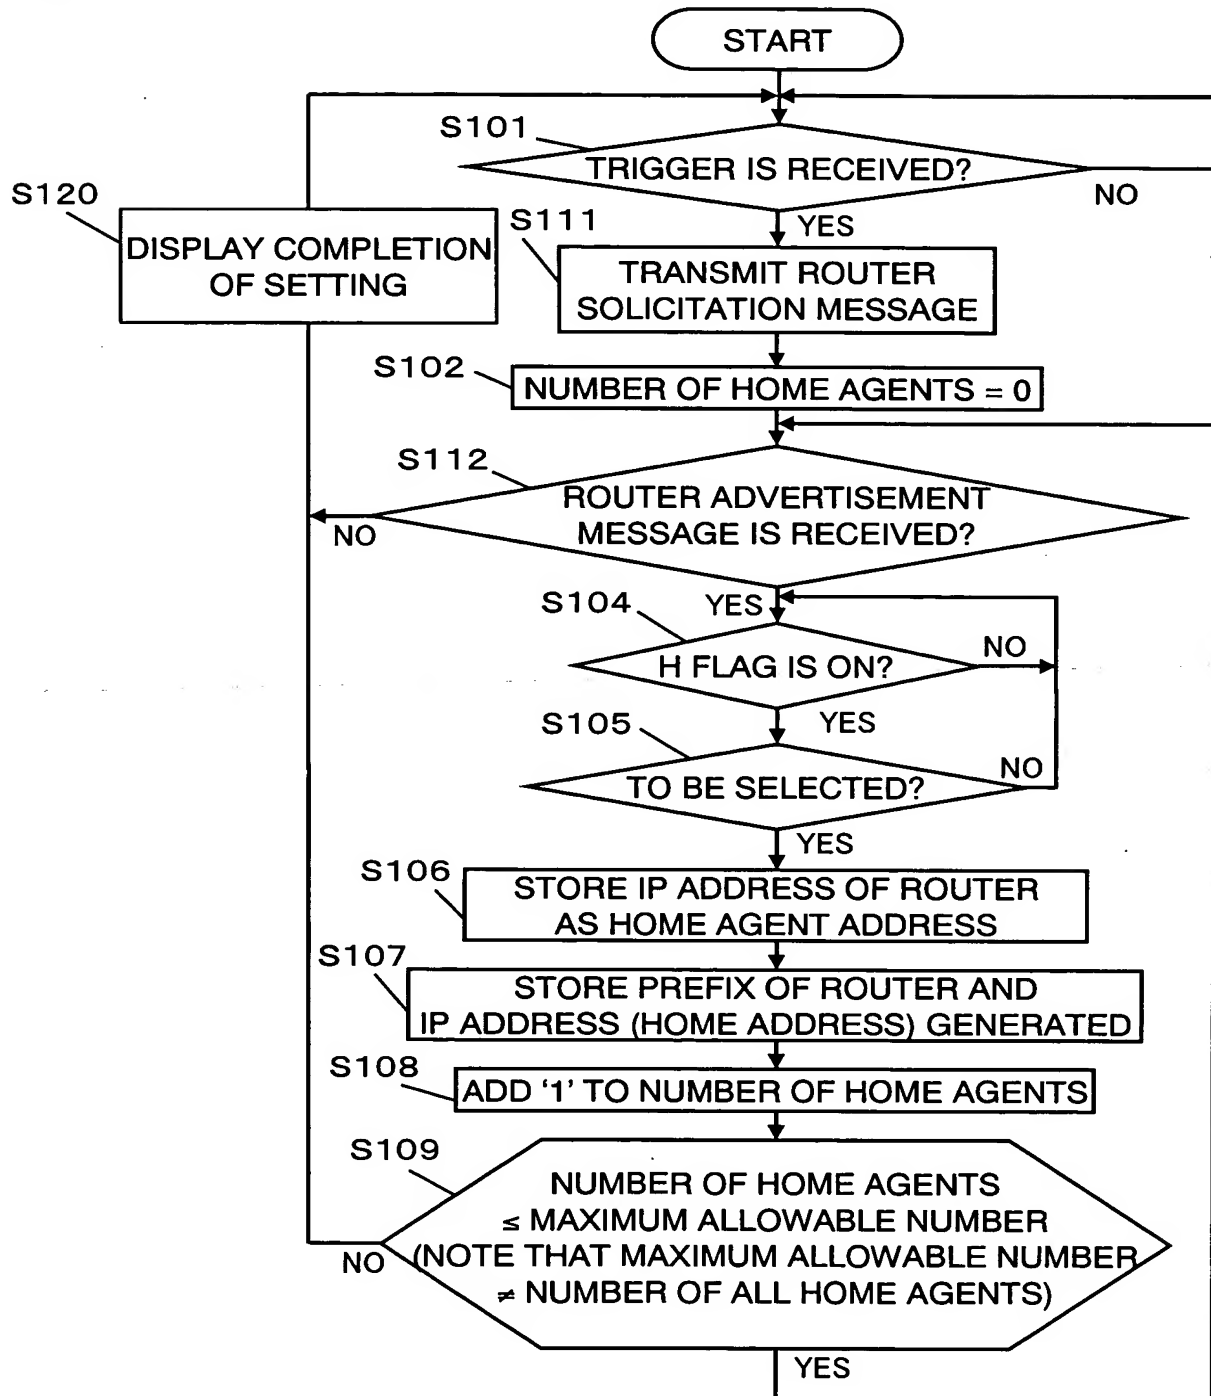 START
S101
TRIGGER IS RECEIVED?
NO
S120
YES
S111
DISPLAY COMPLETION
OF SETTING
TRANSMIT ROUTER
SOLICITATION MESSAGE
S102
NUMBER OF HOME AGENTS = 0
S112
ROUTER ADVERTISEMENT
MESSAGE IS RECEIVED?
NO
YES
S104
H FLAG IS ON?
NO
YES
S105
TO BE SELECTED?
NO
YES
S106
STORE IP ADDRESS OF ROUTER
AS HOME AGENT ADDRESS
S107
STORE PREFIX OF ROUTER AND
IP ADDRESS (HOME ADDRESS) GENERATED
S108
ADD ‘1’ TO NUMBER OF HOME AGENTS
S109
NUMBER OF HOME AGENTS
≤ MAXIMUM ALLOWABLE NUMBER
(NOTE THAT MAXIMUM ALLOWABLE NUMBER
≠ NUMBER OF ALL HOME AGENTS)
NO
YES